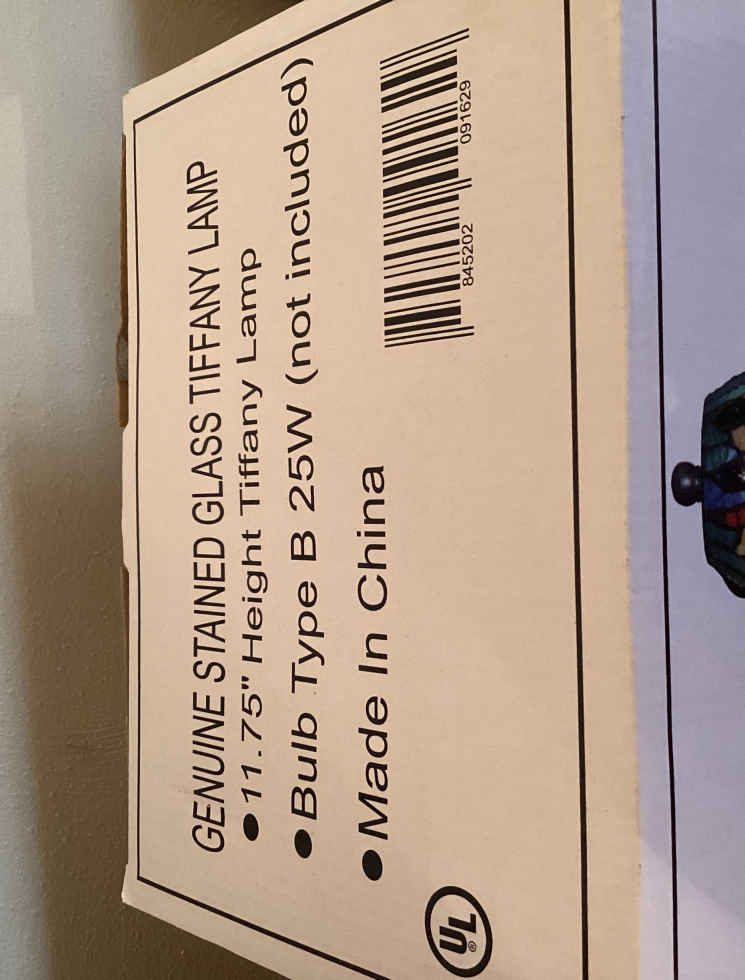 GENUINE STAINED GLASS TIFFANY LAMP
●11.75" Height Tiffany Lamp
●Bulb Type B 25W (not included)
●Made In China
845202 091629
UL ®